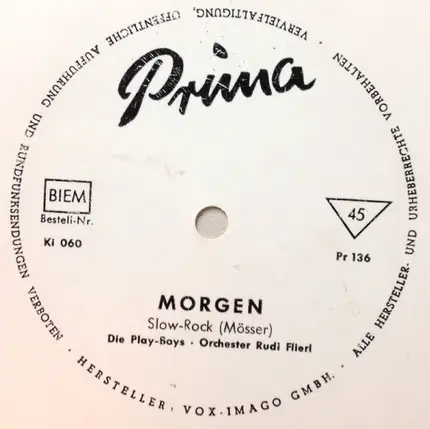 Prima
BIEM
Bestell-Nr.
Ki 060
45
Pr 136
MORGEN
Slow-Rock (Mösser)
Die Play-Boys · Orchester Rudi Flierl
· HERSTELLER, VOX-IMAGO GMBH. · ALLE HERSTELLER- UND URHEBERRECHTE VORBEHALTEN · VERVIELFALTIGUNG, ÖFFENTLICHE AUFFÜHRUNG UND RUNDFUNKSENDUNGEN VERBOTEN